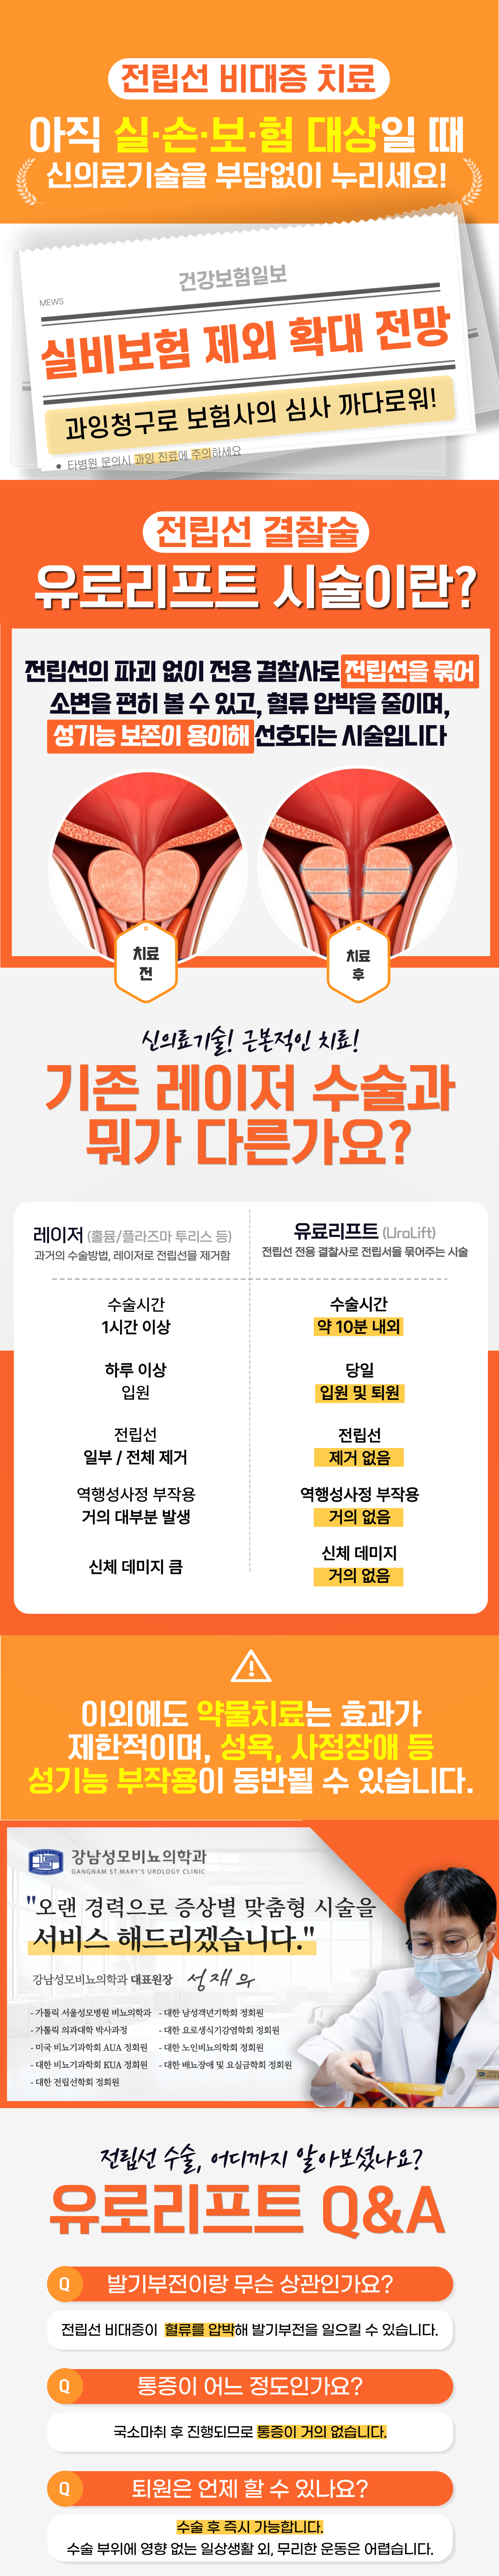 전립선 비대증 치료
아직 실·손·보·험 대상일 때
신의료기술을 부담없이 누리세요!
건강보험일보
MEWS
실비보험 제외 확대 전망
과잉청구로 보험사의 심사 까다로워!
• 타병원 문의시 과잉 진료에 주의하세요
전립선 결찰술
유로리프트 시술이란?
전립선의 파괴 없이 전용 결찰사로 전립선을 묶어
소변을 편히 볼 수 있고, 혈류 압박을 줄이며,
성기능 보존이 용이해 선호되는 시술입니다
치료
전
치료
후
신의료기술! 근본적인 치료!
기존 레이저 수술과
뭐가 다른가요?
레이저 (홀뮴/플라즈마 투리스 등)
과거의 수술방법, 레이저로 전립선을 제거함
유료리프트 (UroLift)
전립선 전용 결찰사로 전립서을 묶어주는 시술
수술시간
1시간 이상
수술시간
약 10분 내외
하루 이상
입원
당일
입원 및 퇴원
전립선
일부 / 전체 제거
전립선
제거 없음
역행성사정 부작용
거의 대부분 발생
역행성사정 부작용
거의 없음
신체 데미지 큼
신체 데미지
거의 없음
이외에도 약물치료는 효과가
제한적이며, 성욕, 사정장애 등
성기능 부작용이 동반될 수 있습니다.
강남성모비뇨의학과
GANGNAM ST.MARY'S UROLOGY CLINIC
"오랜 경력으로 증상별 맞춤형 시술을
서비스 해드리겠습니다."
강남성모비뇨의학과 대표원장 성재우
- 가톨릭 서울성모병원 비뇨의학과
- 가톨릭 의과대학 박사과정
- 미국 비뇨기과학회 AUA 정회원
- 대한 비뇨기과학회 KUA 정회원
- 대한 전립선학회 정회원
- 대한 남성갱년기학회 정회원
- 대한 요로생식기감염학회 정회원
- 대한 노인비뇨의학회 정회원
- 대한 배뇨장애 및 요실금학회 정회원
전립선 수술, 어디까지 알아보셨나요?
유로리프트 Q&A
Q 발기부전이랑 무슨 상관인가요?
전립선 비대증이 혈류를 압박해 발기부전을 일으킬 수 있습니다.
Q 통증이 어느 정도인가요?
국소마취 후 진행되므로 통증이 거의 없습니다.
Q 퇴원은 언제 할 수 있나요?
수술 후 즉시 가능합니다.
수술 부위에 영향 없는 일상생활 외, 무리한 운동은 어렵습니다.